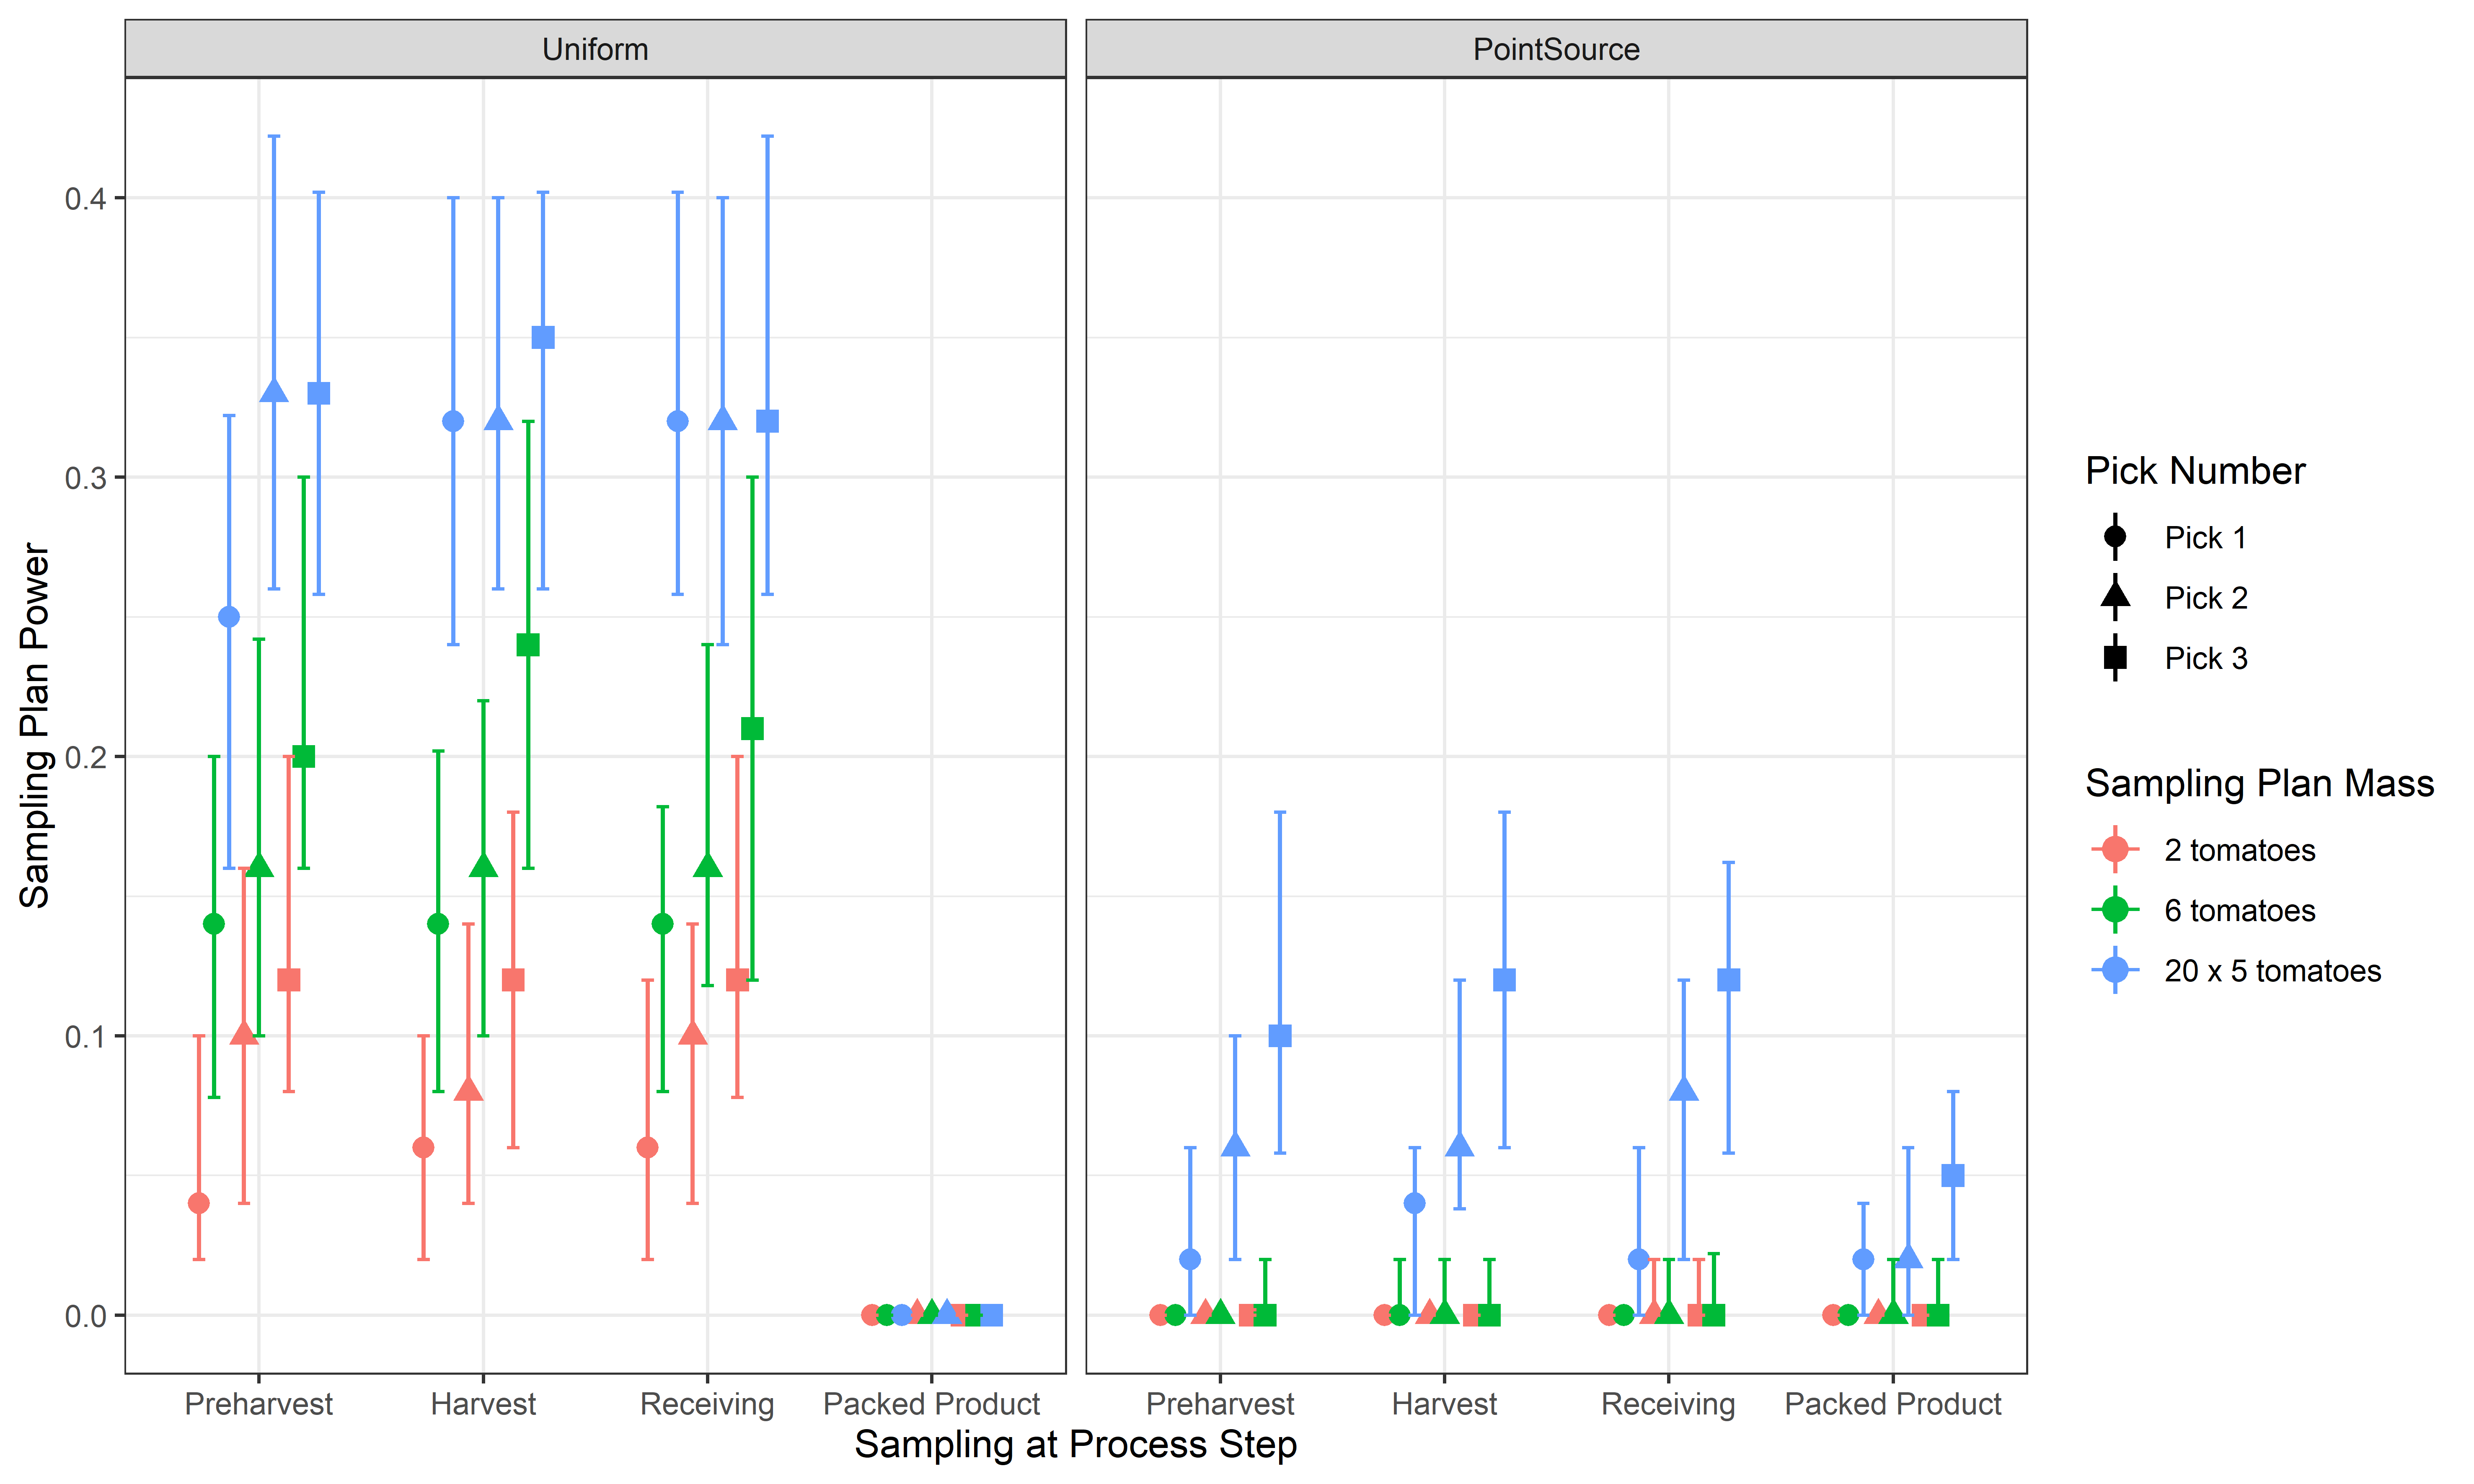 Uniform
PointSource
Sampling Plan Power
0.4
0.3
0.2
0.1
0.0
Preharvest
Harvest
Receiving
Packed Product
Preharvest
Harvest
Receiving
Packed Product
Sampling at Process Step
Pick Number
Pick 1
Pick 2
Pick 3
Sampling Plan Mass
2 tomatoes
6 tomatoes
20 x 5 tomatoes